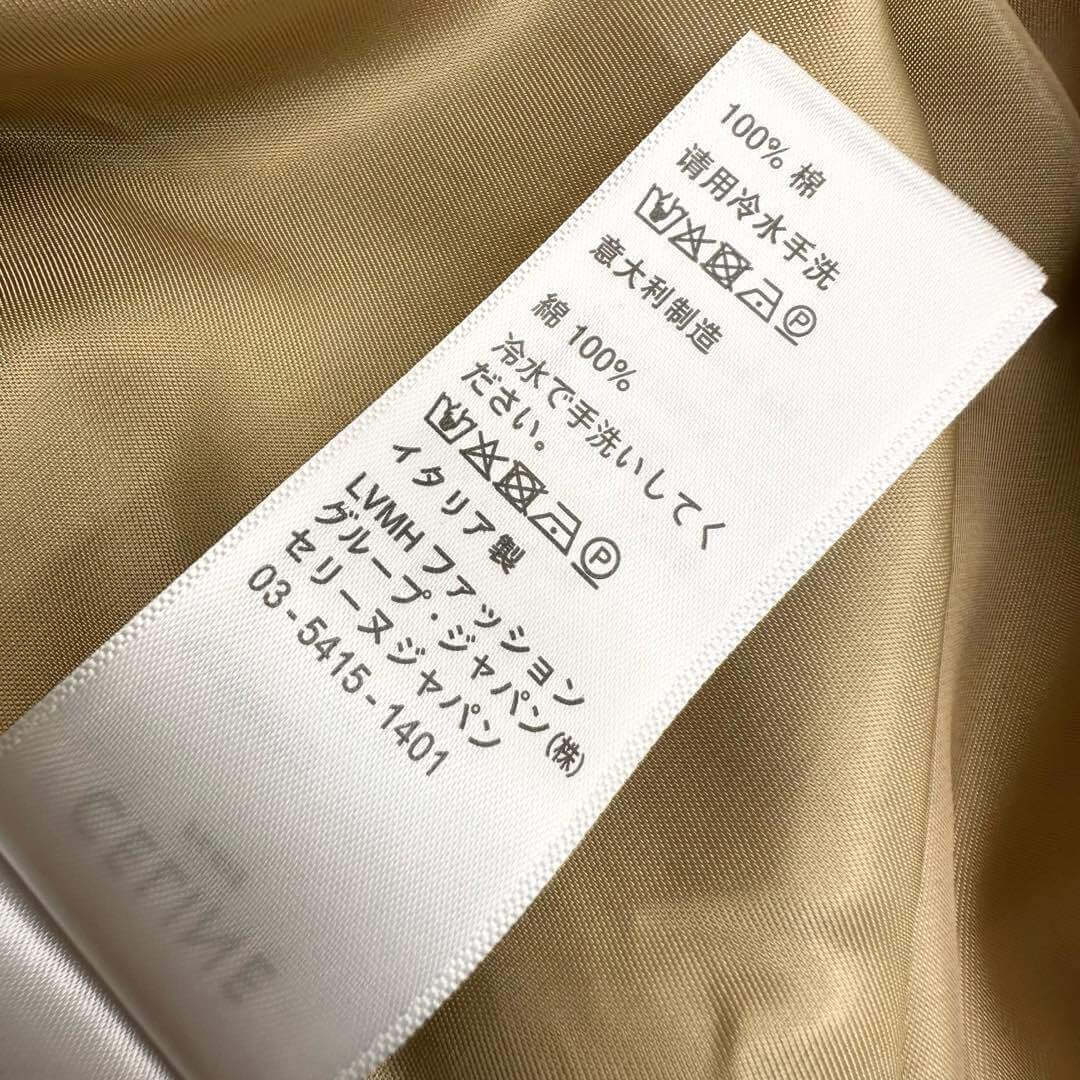 100% 棉
请用冷水手洗
意大利制造
綿 100%
冷水で手洗いしてく
ださい。
イタリア製
LVMH ファッション
グループ・ジャパン(株)
セリーヌジャパン
03 - 5415 - 1401